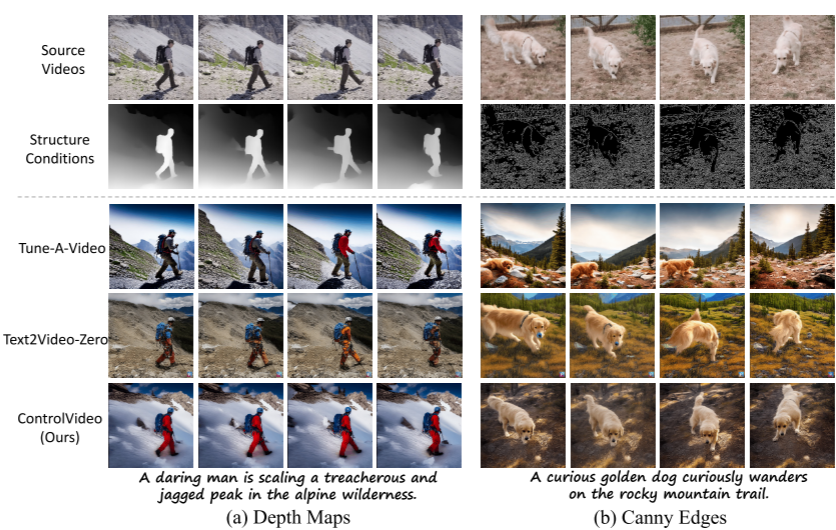 Source
Videos
Structure
Conditions
Tune-A-Video
Text2Video-Zero
ControlVideo
(Ours)
A daring man is scaling a treacherous and
jagged peak in the alpine wilderness.
A curious golden dog curiously wanders
on the rocky mountain trail.
(a) Depth Maps
(b) Canny Edges